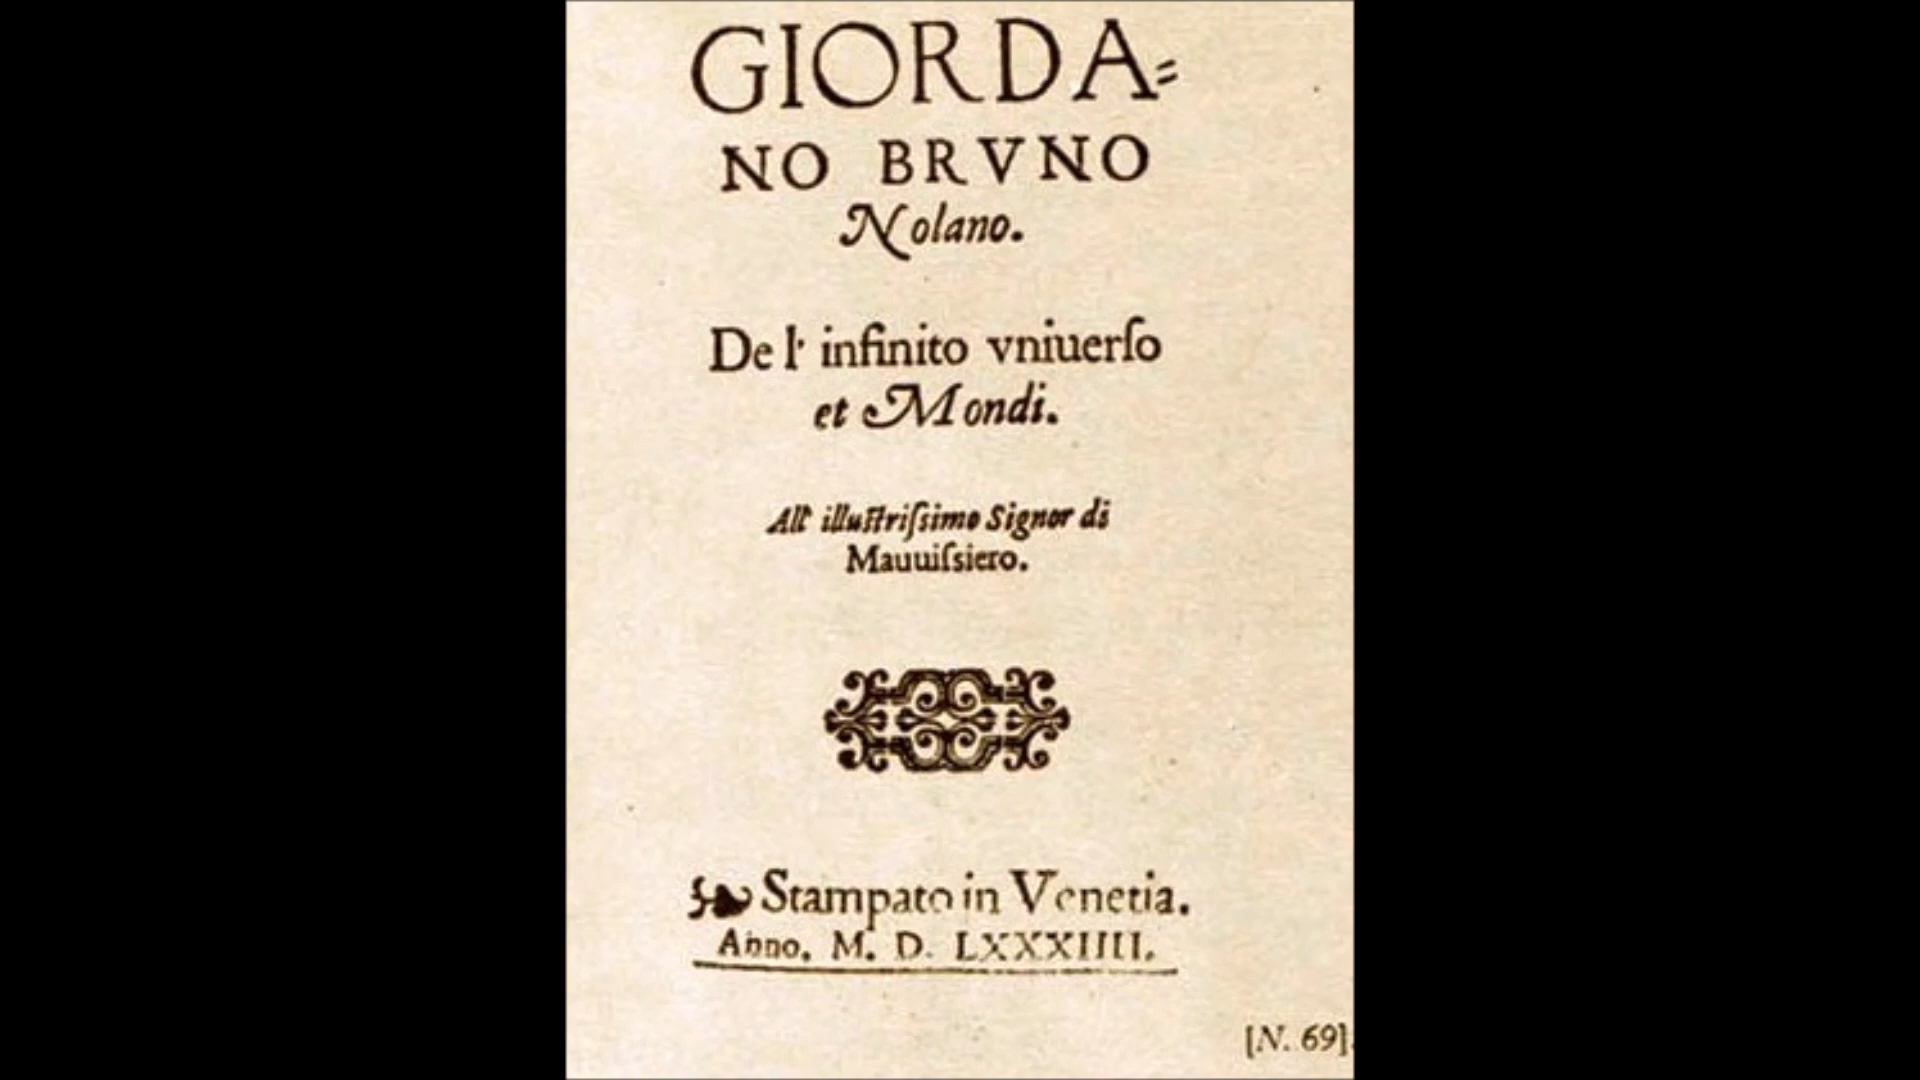 GIORDA=
NO BRVNO
Nolano.
De l' infinito vniuerſo
et Mondi.
All' illuſtriſsimo Signor di
Mauuiſsiero.
Stampato in Venetia.
Anno. M. D. LXXXIIII.
[N. 69].